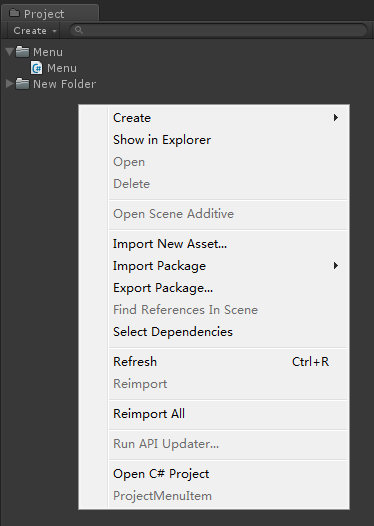 Project
Create
Menu
C# Menu
New Folder
Create
Show in Explorer
Open
Delete
Open Scene Additive
Import New Asset...
Import Package
Export Package...
Find References In Scene
Select Dependencies
Refresh Ctrl+R
Reimport
Reimport All
Run API Updater...
Open C# Project
ProjectMenuItem